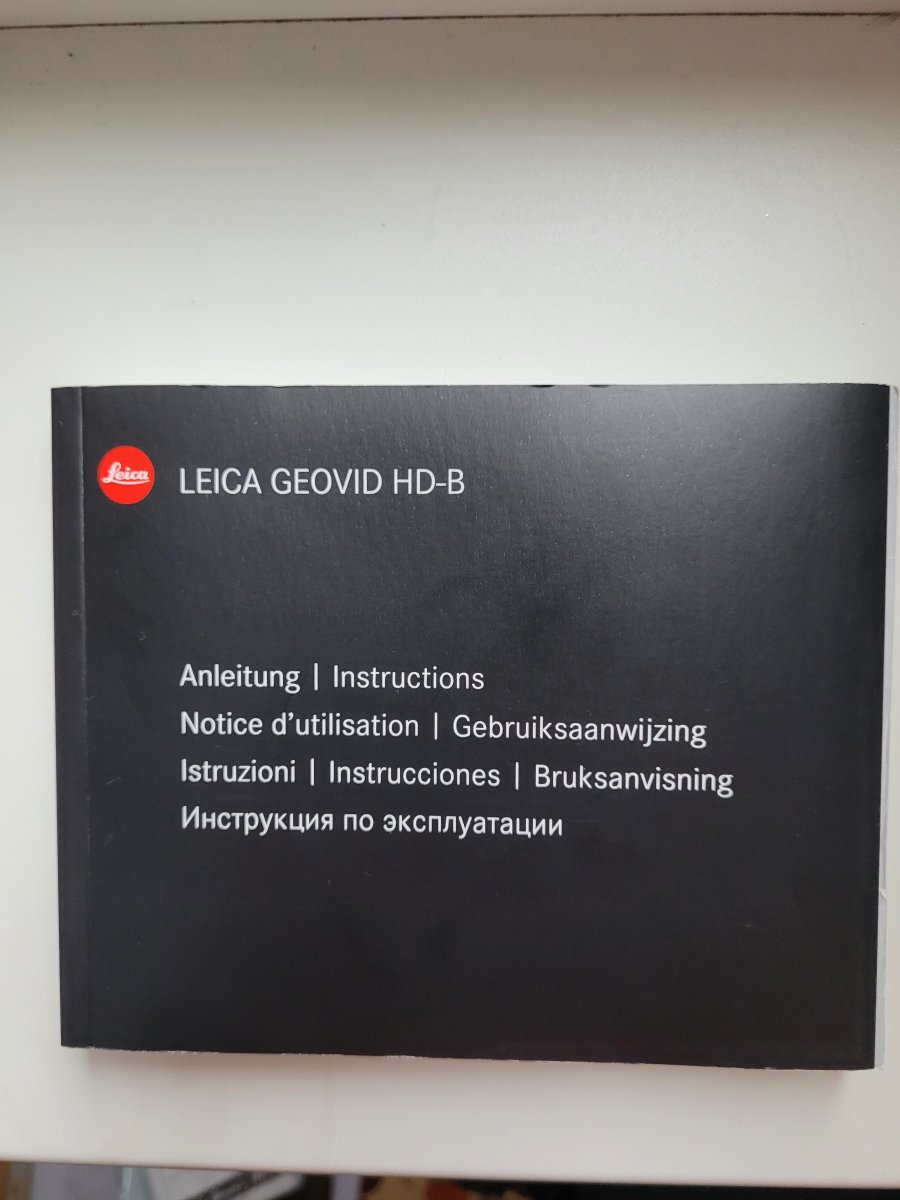 Leica
LEICA GEOVID HD-B
Anleitung | Instructions
Notice d’utilisation | Gebruiksaanwijzing
Istruzioni | Instrucciones | Bruksanvisning
Инструкция по эксплуатации